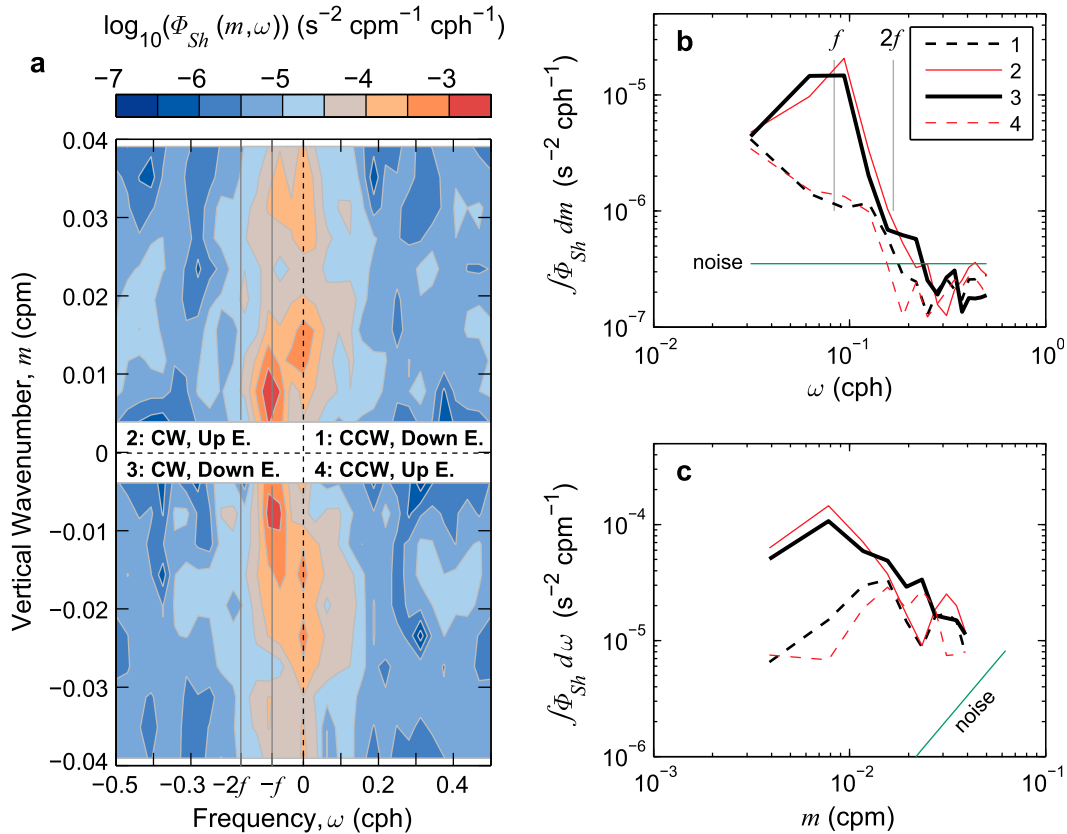 log₁₀(Φ_Sh (m,ω)) (s⁻² cpm⁻¹ cph⁻¹)
a
−7 −6 −5 −4 −3
0.04
0.03
0.02
0.01
0
−0.01
−0.02
−0.03
−0.04
Vertical Wavenumber, m (cpm)
2: CW, Up E.
1: CCW, Down E.
3: CW, Down E.
4: CCW, Up E.
−0.5 −0.3 −2f −f 0 0.2 0.4
Frequency, ω (cph)
b
f
2f
1
2
3
4
noise
10⁻⁵
10⁻⁶
10⁻⁷
∫Φ_Sh dm (s⁻² cph⁻¹)
10⁻² 10⁻¹ 10⁰
ω (cph)
c
noise
10⁻⁴
10⁻⁵
10⁻⁶
∫Φ_Sh dω (s⁻² cpm⁻¹)
10⁻³ 10⁻² 10⁻¹
m (cpm)